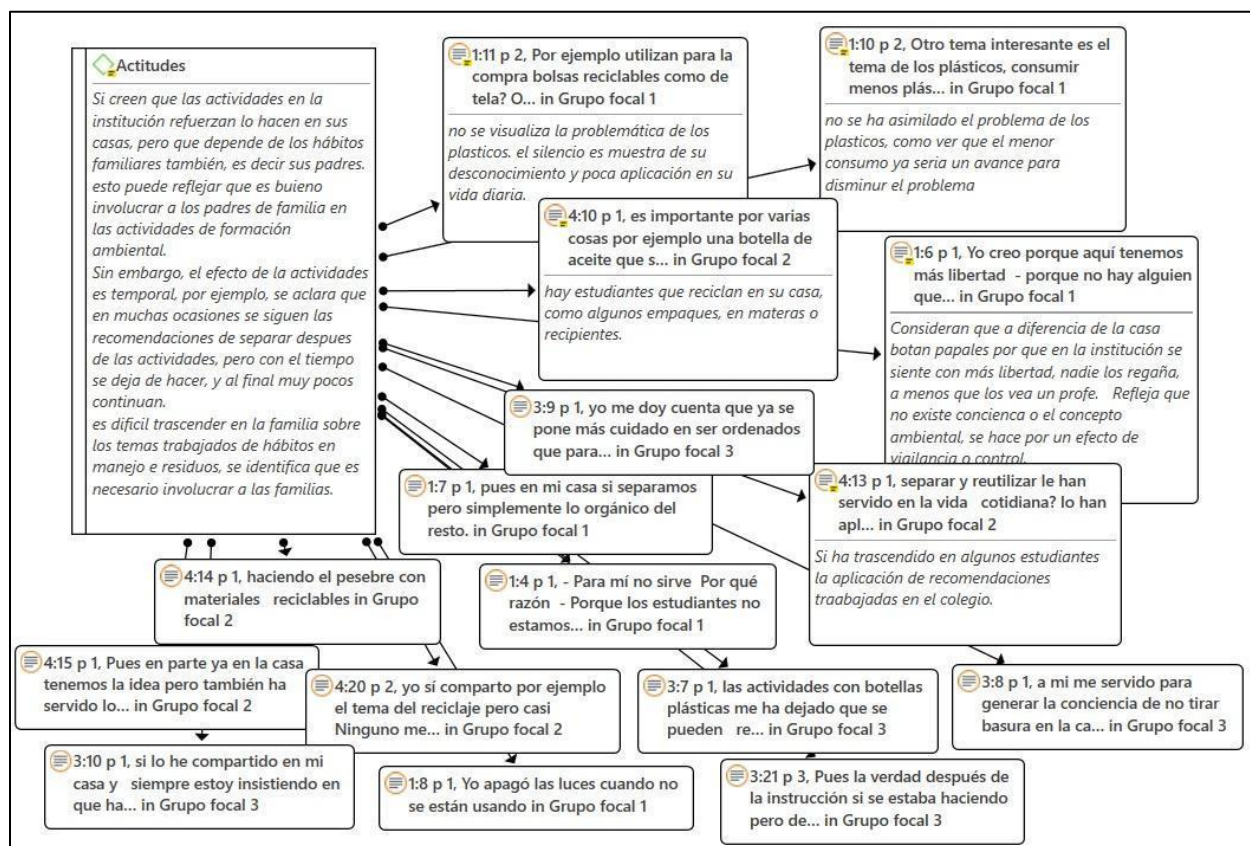 Actitudes
Si creen que las actividades en la
institución refuerzan lo hacen en sus
casas, pero que depende de los hábitos
familiares también, es decir sus padres.
esto puede reflejar que es buieno
involucrar a los padres de familia en
las actividades de formación
ambiental.
Sin embargo, el efecto de la actividades
es temporal, por ejemplo, se aclara que
en muchas ocasiones se siguen las
recomendaciones de separar despues
de las actividades, pero con el tiempo
se deja de hacer, y al final muy pocos
continuan.
es dificil trascender en la familia sobre
los temas trabajados de hábitos en
manejo e residuos, se identifica que es
necesario involucrar a las familias.
1:11 p 2, Por ejemplo utilizan para la
compra bolsas reciclables como de
tela? O... in Grupo focal 1
no se visualiza la problemática de los
plasticos. el silencio es muestra de su
desconocimiento y poca aplicación en su
vida diaria.
1:10 p 2, Otro tema interesante es el
tema de los plásticos, consumir
menos plás... in Grupo focal 1
no se ha asimilado el problema de los
plasticos, como ver que el menor
consumo ya seria un avance para
disminur el problema
4:10 p 1, es importante por varias
cosas por ejemplo una botella de
aceite que s... in Grupo focal 2
hay estudiantes que reciclan en su casa,
como algunos empaques, en materas o
recipientes.
1:6 p 1, Yo creo porque aquí tenemos
más libertad - porque no hay alguien
que... in Grupo focal 1
Consideran que a diferencia de la casa
botan papales por que en la institución se
siente con más libertad, nadie los regaña,
a menos que los vea un profe. Refleja que
no existe concienca o el concepto
ambiental, se hace por un efecto de
vigilancia o control.
3:9 p 1, yo me doy cuenta que ya se
pone más cuidado en ser ordenados
que para... in Grupo focal 3
1:7 p 1, pues en mi casa si separamos
pero simplemente lo orgánico del
resto. in Grupo focal 1
4:13 p 1, separar y reutilizar le han
servido en la vida cotidiana? lo han
apl... in Grupo focal 2
Si ha trascendido en algunos estudiantes
la aplicación de recomendaciones
traabajadas en el colegio.
4:14 p 1, haciendo el pesebre con
materiales reciclables in Grupo
focal 2
1:4 p 1, - Para mí no sirve Por qué
razón - Porque los estudiantes no
estamos... in Grupo focal 1
4:15 p 1, Pues en parte ya en la casa
tenemos la idea pero también ha
servido lo... in Grupo focal 2
4:20 p 2, yo sí comparto por ejemplo
el tema del reciclaje pero casi
Ninguno me... in Grupo focal 2
3:7 p 1, las actividades con botellas
plásticas me ha dejado que se
pueden re... in Grupo focal 3
3:8 p 1, a mi me servido para
generar la conciencia de no tirar
basura en la ca... in Grupo focal 3
3:10 p 1, si lo he compartido en mi
casa y siempre estoy insistiendo en
que ha... in Grupo focal 3
1:8 p 1, Yo apagó las luces cuando no
se están usando in Grupo focal 1
3:21 p 3, Pues la verdad después de
la instrucción si se estaba haciendo
pero de... in Grupo focal 3